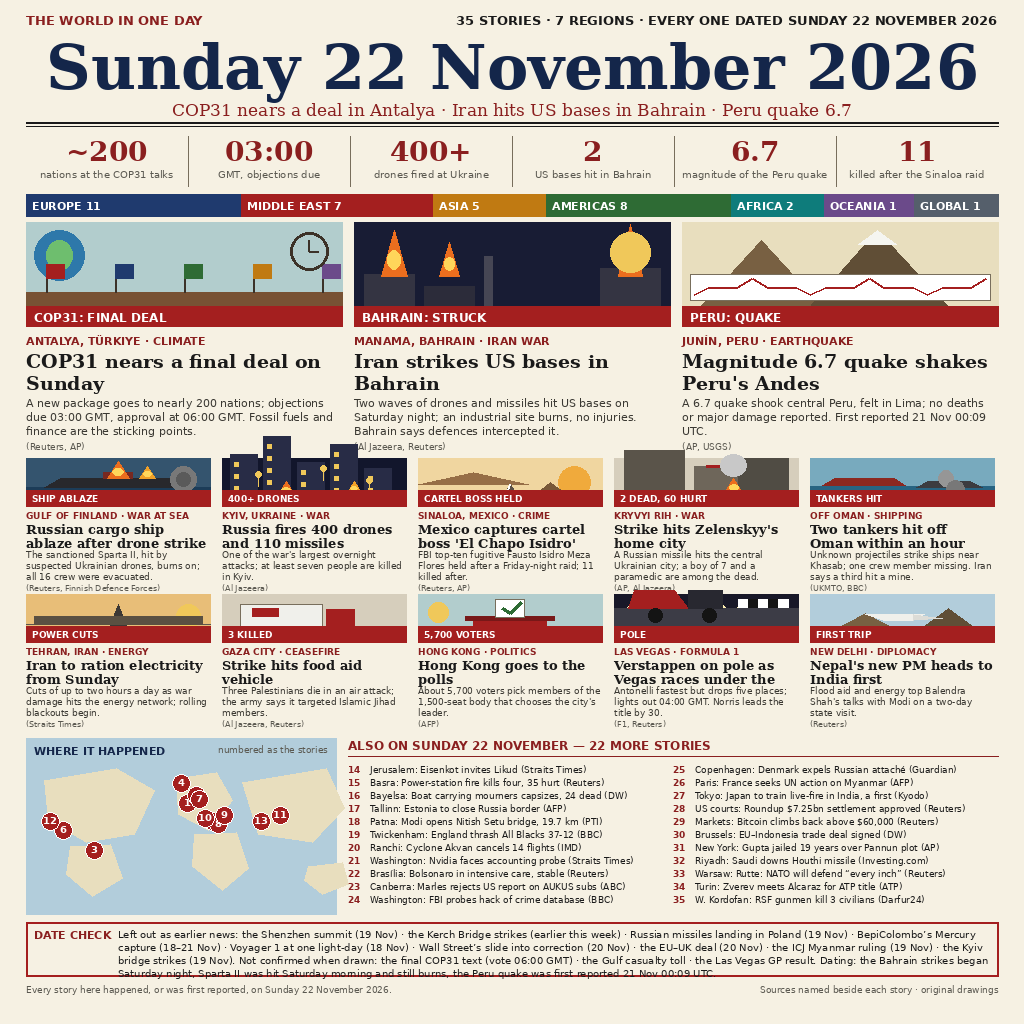 THE WORLD IN ONE DAY
35 STORIES · 7 REGIONS · EVERY ONE DATED SUNDAY 22 NOVEMBER 2026
Sunday 22 November 2026
COP31 nears a deal in Antalya · Iran hits US bases in Bahrain · Peru quake 6.7
~200
nations at the COP31 talks
03:00
GMT, objections due
400+
drones fired at Ukraine
2
US bases hit in Bahrain
6.7
magnitude of the Peru quake
11
killed after the Sinaloa raid
EUROPE 11
MIDDLE EAST 7
ASIA 5
AMERICAS 8
AFRICA 2
OCEANIA 1
GLOBAL 1
COP31: FINAL DEAL
ANTALYA, TÜRKIYE · CLIMATE
COP31 nears a final deal on
Sunday
A new package goes to nearly 200 nations; objections
due 03:00 GMT, approval at 06:00 GMT. Fossil fuels and
finance are the sticking points.
(Reuters, AP)
BAHRAIN: STRUCK
MANAMA, BAHRAIN · IRAN WAR
Iran strikes US bases in
Bahrain
Two waves of drones and missiles hit US bases on
Saturday night; an industrial site burns, no injuries.
Bahrain says defences intercepted it.
(Al Jazeera, Reuters)
PERU: QUAKE
JUNÍN, PERU · EARTHQUAKE
Magnitude 6.7 quake shakes
Peru's Andes
A 6.7 quake shook central Peru, felt in Lima; no deaths
or major damage reported. First reported 21 Nov 00:09
UTC.
(AP, USGS)
SHIP ABLAZE
GULF OF FINLAND · WAR AT SEA
Russian cargo ship
ablaze after drone strike
The sanctioned Sparta II, hit by
suspected Ukrainian drones, burns on;
all 16 crew were evacuated.
(Reuters, Finnish Defence Forces)
400+ DRONES
KYIV, UKRAINE · WAR
Russia fires 400 drones
and 110 missiles
One of the war's largest overnight
attacks; at least seven people are killed
in Kyiv.
(Al Jazeera)
CARTEL BOSS HELD
SINALOA, MEXICO · CRIME
Mexico captures cartel
boss 'El Chapo Isidro'
FBI top-ten fugitive Fausto Isidro Meza
Flores held after a Friday-night raid; 11
killed after.
(Reuters, AP)
2 DEAD, 60 HURT
KRYVYI RIH · WAR
Strike hits Zelenskyy's
home city
A Russian missile hits the central
Ukrainian city; a boy of 7 and a
paramedic are among the dead.
(AP, Al Jazeera)
TANKERS HIT
OFF OMAN · SHIPPING
Two tankers hit off
Oman within an hour
Unknown projectiles strike ships near
Khasab; one crew member missing. Iran
says a third hit a mine.
(UKMTO, BBC)
POWER CUTS
TEHRAN, IRAN · ENERGY
Iran to ration electricity
from Sunday
Cuts of up to two hours a day as war
damage hits the energy network; rolling
blackouts begin.
(Straits Times)
3 KILLED
GAZA CITY · CEASEFIRE
Strike hits food aid
vehicle
Three Palestinians die in an air attack;
the army says it targeted Islamic Jihad
members.
(Al Jazeera, Reuters)
5,700 VOTERS
HONG KONG · POLITICS
Hong Kong goes to the
polls
About 5,700 voters pick members of the
1,500-seat body that chooses the city's
leader.
(AFP)
POLE
LAS VEGAS · FORMULA 1
Verstappen on pole as
Vegas races under the
Antonelli fastest but drops five places;
lights out 04:00 GMT. Norris leads the
title by 30.
(F1, Reuters)
FIRST TRIP
NEW DELHI · DIPLOMACY
Nepal's new PM heads to
India first
Flood aid and energy top Balendra
Shah's talks with Modi on a two-day
state visit.
(Reuters)
WHERE IT HAPPENED
numbered as the stories
4
7
12
6
10
9
13
11
3
ALSO ON SUNDAY 22 NOVEMBER — 22 MORE STORIES
14 Jerusalem: Eisenkot invites Likud (Straits Times)
15 Basra: Power-station fire kills four, 35 hurt (Reuters)
16 Bayelsa: Boat carrying mourners capsizes, 24 dead (DW)
17 Tallinn: Estonia to close Russia border (AFP)
18 Patna: Modi opens Nitish Setu bridge, 19.7 km (PTI)
19 Twickenham: England thrash All Blacks 37-12 (BBC)
20 Ranchi: Cyclone Akvan cancels 14 flights (IMD)
21 Washington: Nvidia faces accounting probe (Straits Times)
22 Brasília: Bolsonaro in intensive care, stable (Reuters)
23 Canberra: Marles rejects US report on AUKUS subs (ABC)
24 Washington: FBI probes hack of crime database (BBC)
25 Copenhagen: Denmark expels Russian attaché (Guardian)
26 Paris: France seeks UN action on Myanmar (AFP)
27 Tokyo: Japan to train live-fire in India, a first (Kyodo)
28 US courts: Roundup $7.25bn settlement approved (Reuters)
29 Markets: Bitcoin climbs back above $60,000 (Reuters)
30 Brussels: EU–Indonesia trade deal signed (DW)
31 New York: Gupta jailed 19 years over Pannun plot (AP)
32 Riyadh: Saudi downs Houthi missile (Investing.com)
33 Warsaw: Rutte: NATO will defend “every inch” (Reuters)
34 Turin: Zverev meets Alcaraz for ATP title (ATP)
35 W. Kordofan: RSF gunmen kill 3 civilians (Darfur24)
DATE CHECK
Left out as earlier news: the Shenzhen summit (19 Nov) · the Kerch Bridge strikes (earlier this week) · Russian missiles landing in Poland (19 Nov) · BepiColombo’s Mercury
capture (18–21 Nov) · Voyager 1 at one light-day (18 Nov) · Wall Street’s slide into correction (20 Nov) · the EU–UK deal (20 Nov) · the ICJ Myanmar ruling (19 Nov) · the Kyiv
bridge strikes (19 Nov). Not confirmed when drawn: the final COP31 text (vote 06:00 GMT) · the Gulf casualty toll · the Las Vegas GP result. Dating: the Bahrain strikes began
Saturday night, Sparta II was hit Saturday morning and still burns, the Peru quake was first reported 21 Nov 00:09 UTC.
Every story here happened, or was first reported, on Sunday 22 November 2026.
Sources named beside each story · original drawings